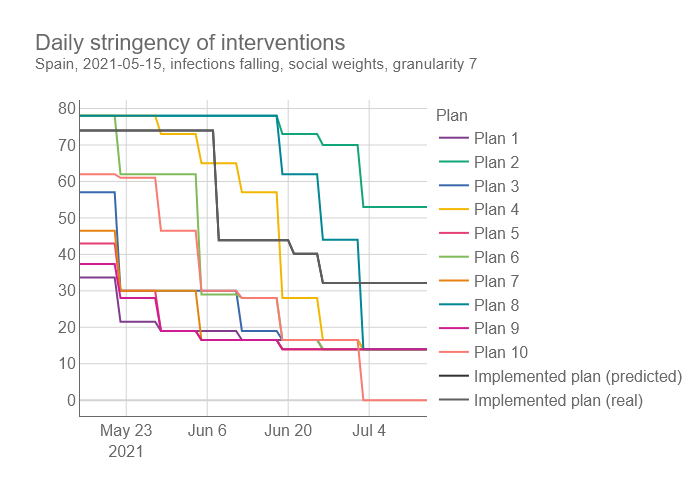 Daily stringency of interventions
Spain, 2021-05-15, infections falling, social weights, granularity 7
80
70
60
50
40
30
20
10
0
May 23
2021
Jun 6
Jun 20
Jul 4
Plan
Plan 1
Plan 2
Plan 3
Plan 4
Plan 5
Plan 6
Plan 7
Plan 8
Plan 9
Plan 10
Implemented plan (predicted)
Implemented plan (real)